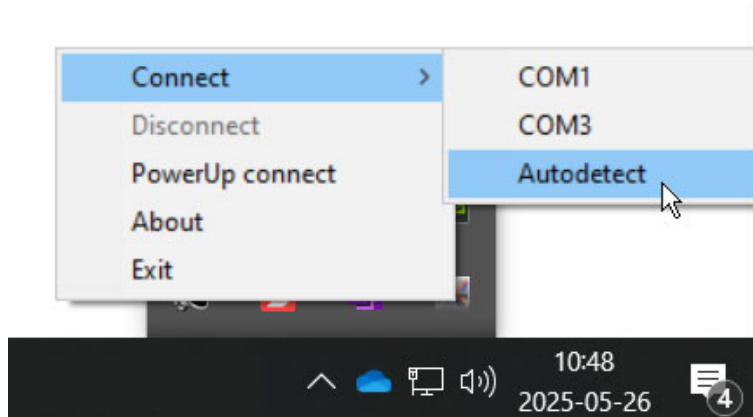 Connect
Disconnect
PowerUp connect
About
Exit
COM1
COM3
Autodetect
10:48
2025-05-26
4